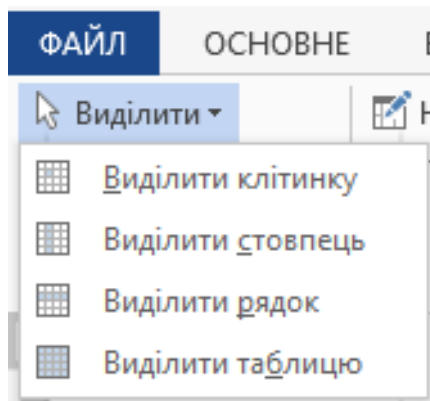 ФАЙЛ ОСНОВНЕ
Виділити
Виділити клітинку
Виділити стовпець
Виділити рядок
Виділити таблицю